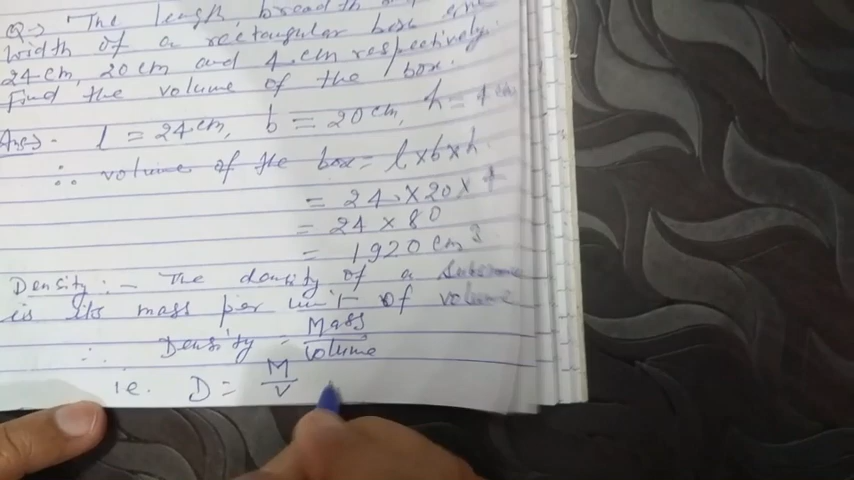 Q→ The length, breadth
width of a rectangular box are
24 cm, 20 cm and 4 cm respectively.
Find the volume of the box.
Ans→ l = 24 cm, b = 20 cm, h = 4 cm
∴ volume of the box = l×b×h
= 24 × 20 × 4
= 24 × 80
= 1920 cm³
Density:– The density of a substance
is its mass per unit of volume
∴ Density = Mass / Volume
i.e. D = M / V